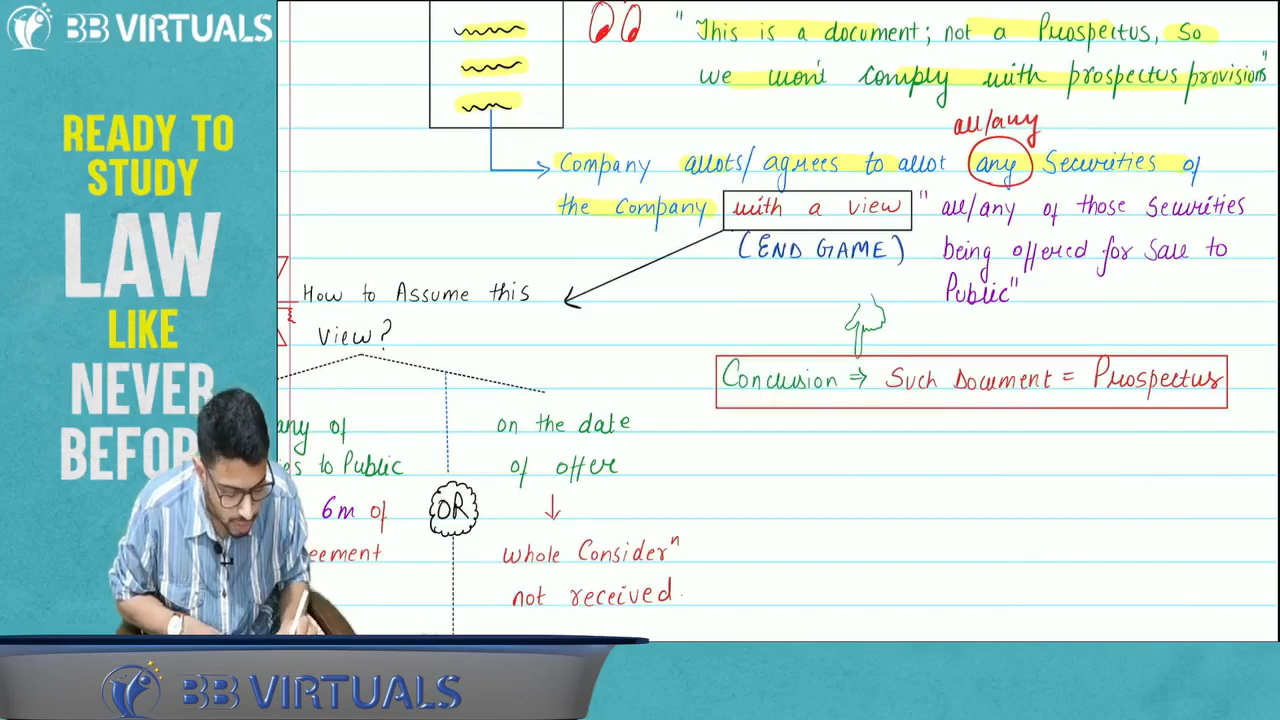 BB VIRTUALS
READY TO
STUDY
LAW
LIKE
NEVER
BEFOR
" This is a document; not a Prospectus, So
we won't comply with prospectus provisions"
all/any
Company allots/agrees to allot any Securities of
the Company with a view " all/any of those Securities
(END GAME) being offered for Sale to
Public"
How to Assume this
View?
Conclusion ⇒ Such Document = Prospectus
any of
ies to Public
6m of
eement
OR
on the date
of offer
↓
whole Considerⁿ
not received.
BB VIRTUALS